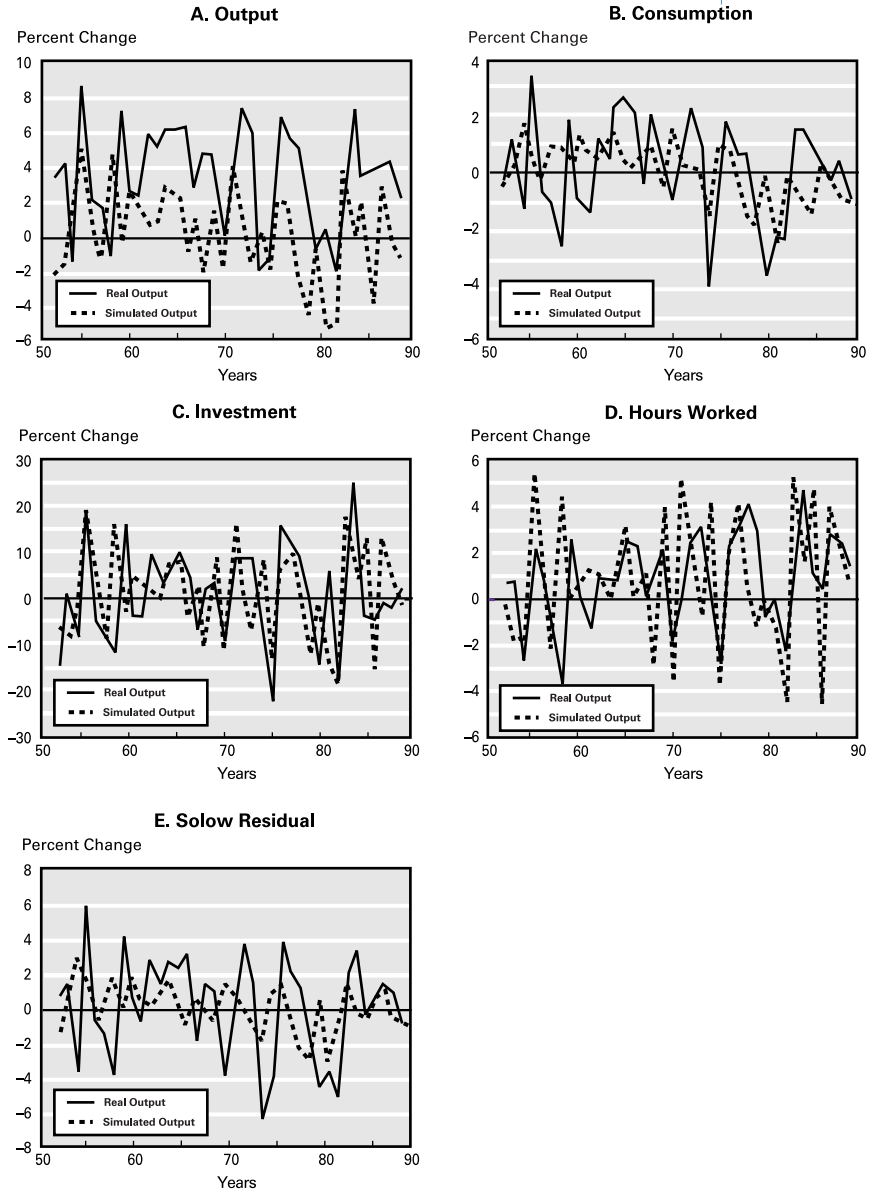 A. Output
Percent Change
10
8
6
4
2
0
–2
–4
–6
Real Output
Simulated Output
50 60 70 80 90
Years
B. Consumption
Percent Change
4
2
0
–2
–4
–6
Real Output
Simulated Output
50 60 70 80 90
Years
C. Investment
Percent Change
30
20
10
0
–10
–20
–30
Real Output
Simulated Output
50 60 70 80 90
Years
D. Hours Worked
Percent Change
6
4
2
0
–2
–4
–6
Real Output
Simulated Output
50 60 70 80 90
Years
E. Solow Residual
Percent Change
8
6
4
2
0
–2
–4
–6
–8
Real Output
Simulated Output
50 60 70 80 90
Years